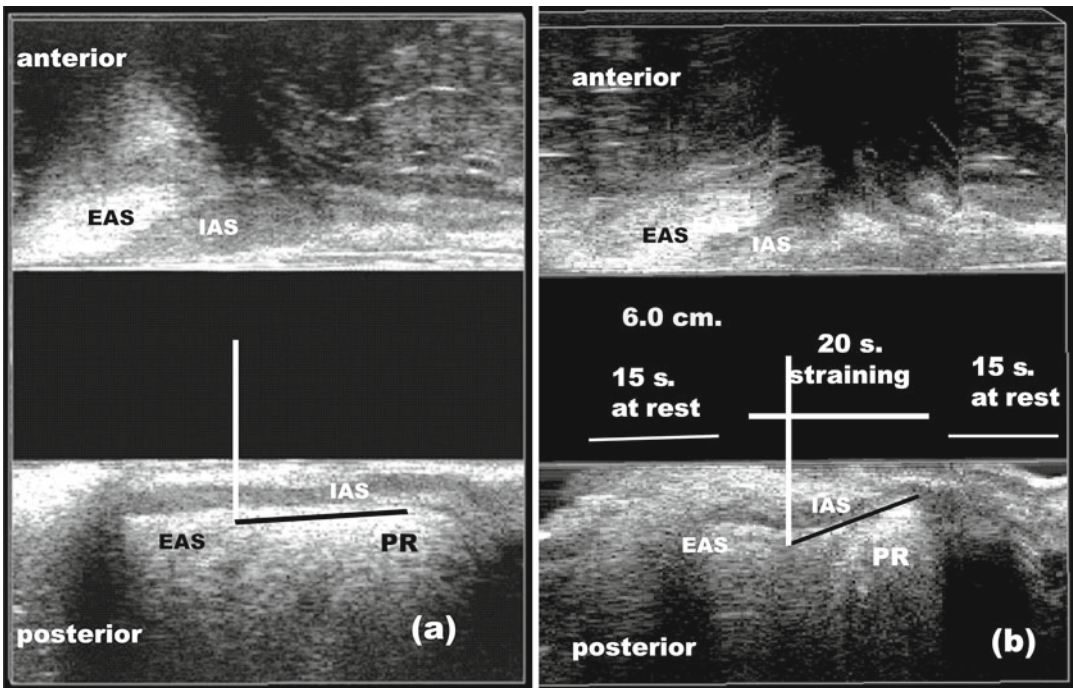 anterior
EAS
IAS
IAS
EAS
PR
posterior
(a)
anterior
EAS
IAS
6.0 cm.
15 s.
at rest
20 s.
straining
15 s.
at rest
IAS
EAS
PR
posterior
(b)